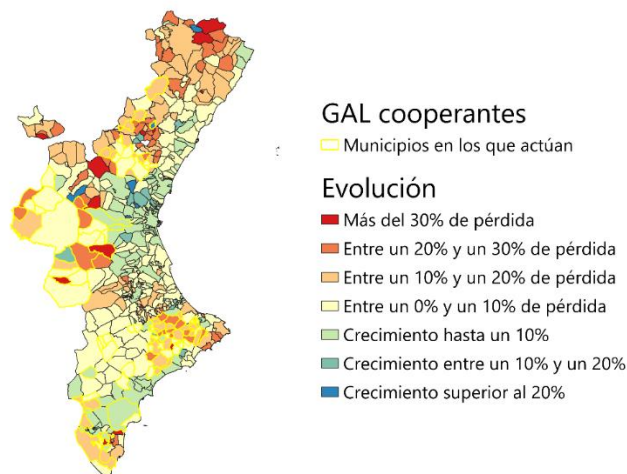 GAL cooperantes
Municipios en los que actúan
Evolución
Más del 30% de pérdida
Entre un 20% y un 30% de pérdida
Entre un 10% y un 20% de pérdida
Entre un 0% y un 10% de pérdida
Crecimiento hasta un 10%
Crecimiento entre un 10% y un 20%
Crecimiento superior al 20%